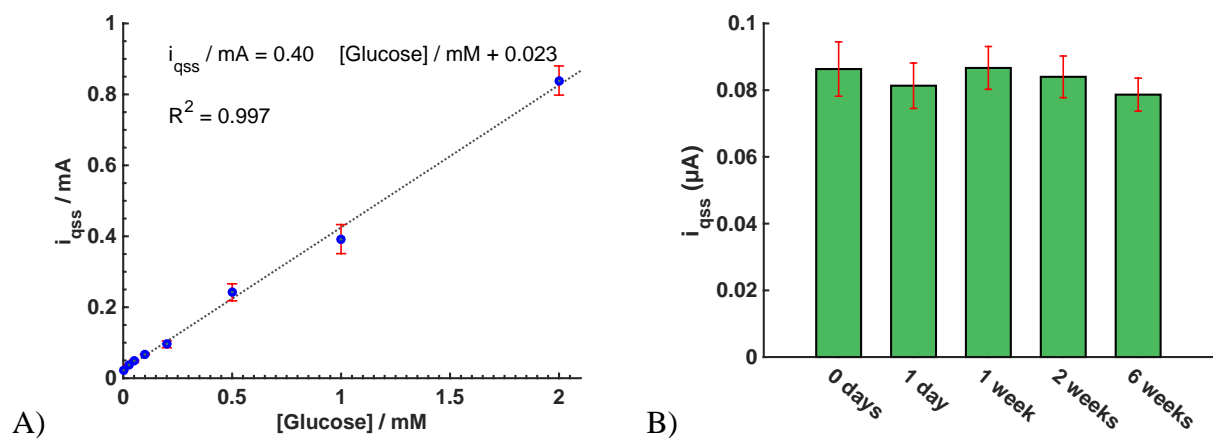 i_qss / mA = 0.40 [Glucose] / mM + 0.023
R^2 = 0.997
1
0.8
0.6
0.4
0.2
0
i_qss / mA
0 0.5 1 1.5 2
[Glucose] / mM
A)
0.1
0.08
0.06
0.04
0.02
0
i_qss (µA)
0 days
1 day
1 week
2 weeks
6 weeks
B)